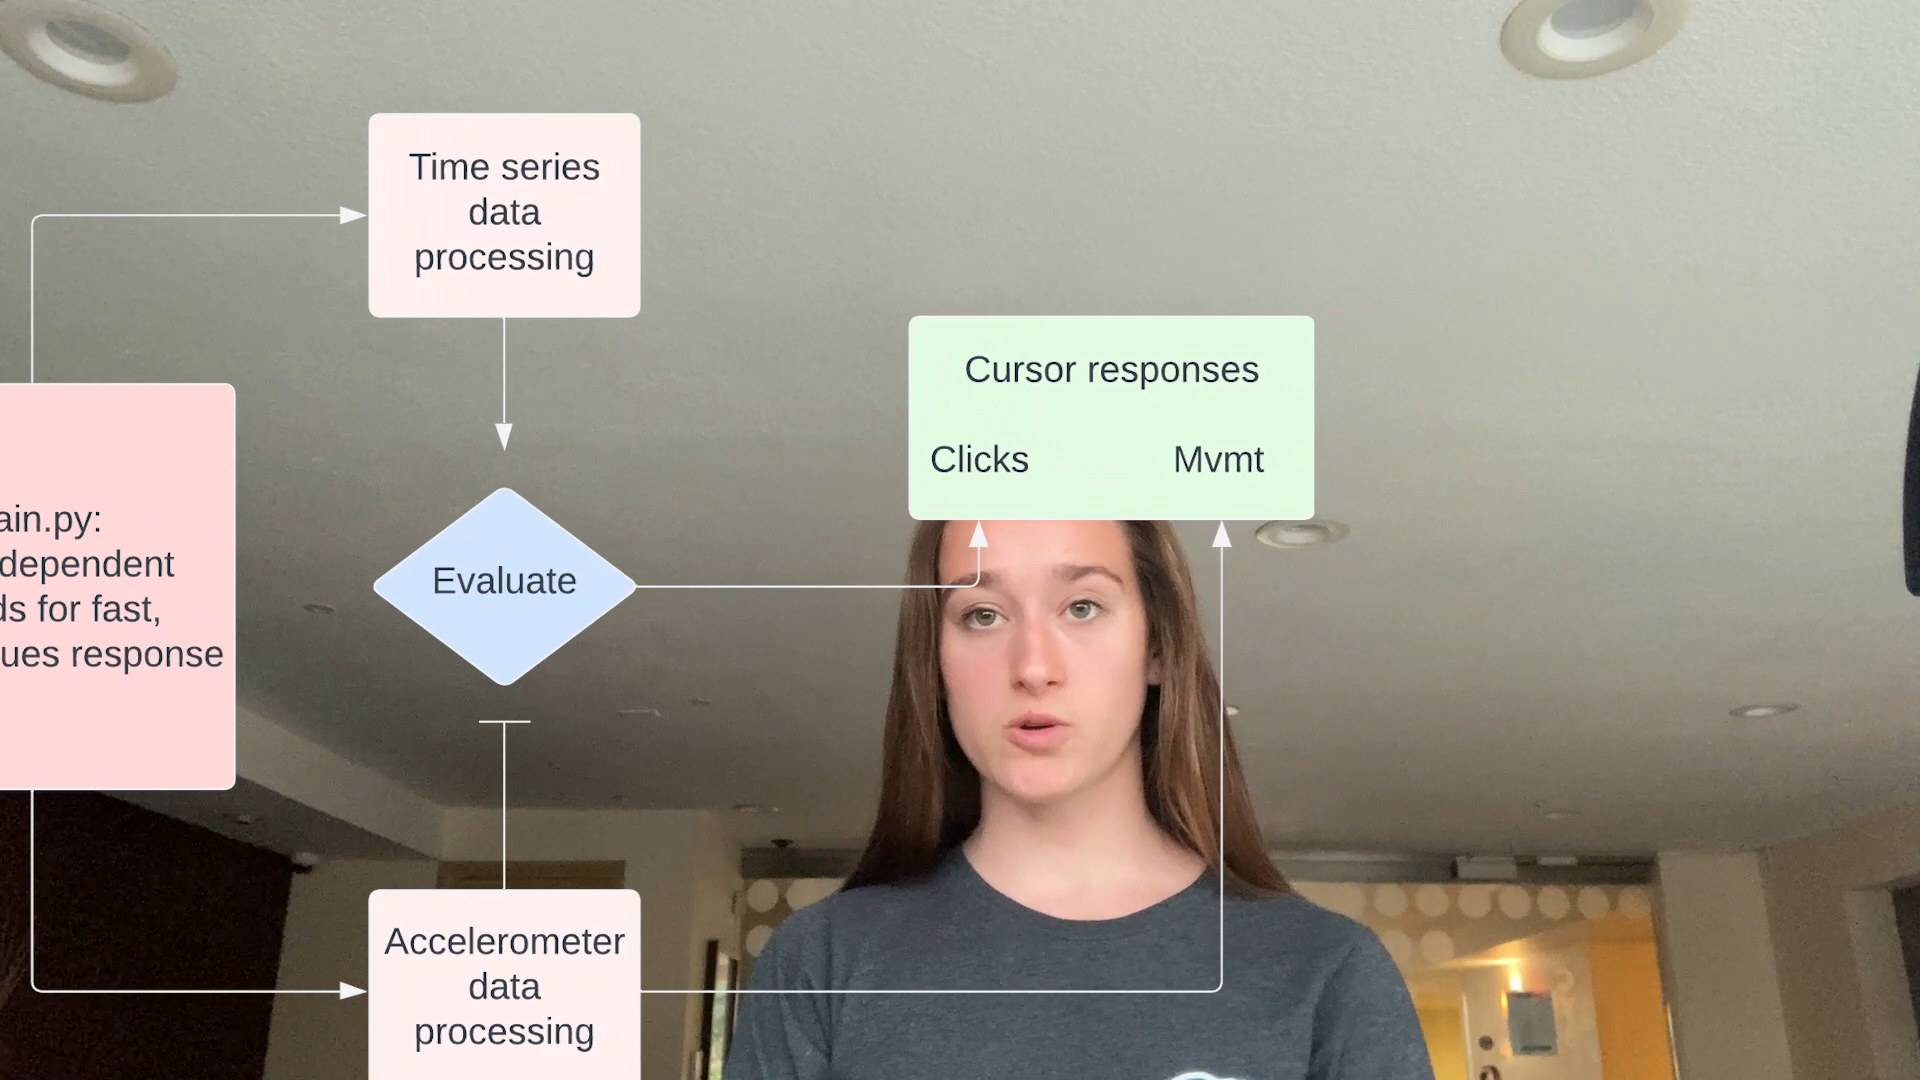 Time series
data
processing
Cursor responses
Clicks Mvmt
ain.py:
dependent
ds for fast,
ues response
Evaluate
Accelerometer
data
processing